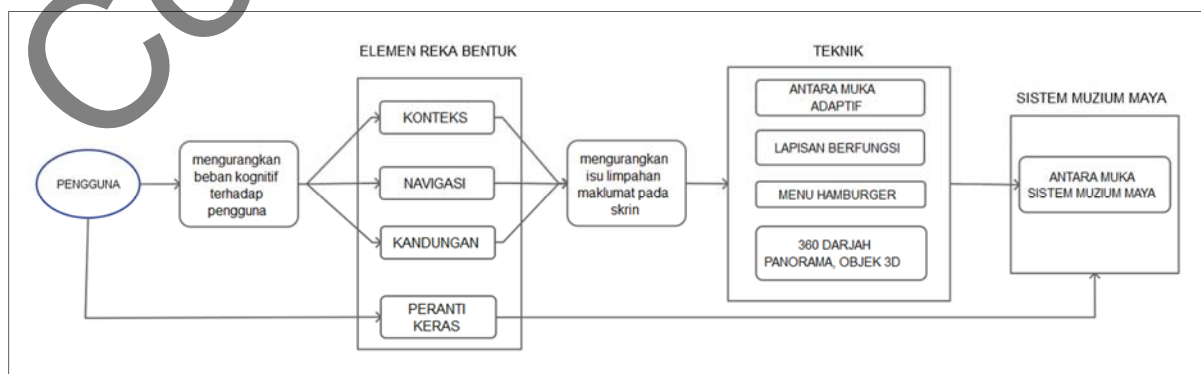 ELEMEN REKA BENTUK
TEKNIK
SISTEM MUZIUM MAYA
PENGGUNA
mengurangkan
beban kognitif
terhadap
pengguna
KONTEKS
NAVIGASI
KANDUNGAN
PERANTI
KERAS
mengurangkan
isu limpahan
maklumat pada
skrin
ANTARA MUKA
ADAPTIF
LAPISAN BERFUNGSI
MENU HAMBURGER
360 DARJAH
PANORAMA, OBJEK 3D
ANTARA MUKA
SISTEM MUZIUM MAYA